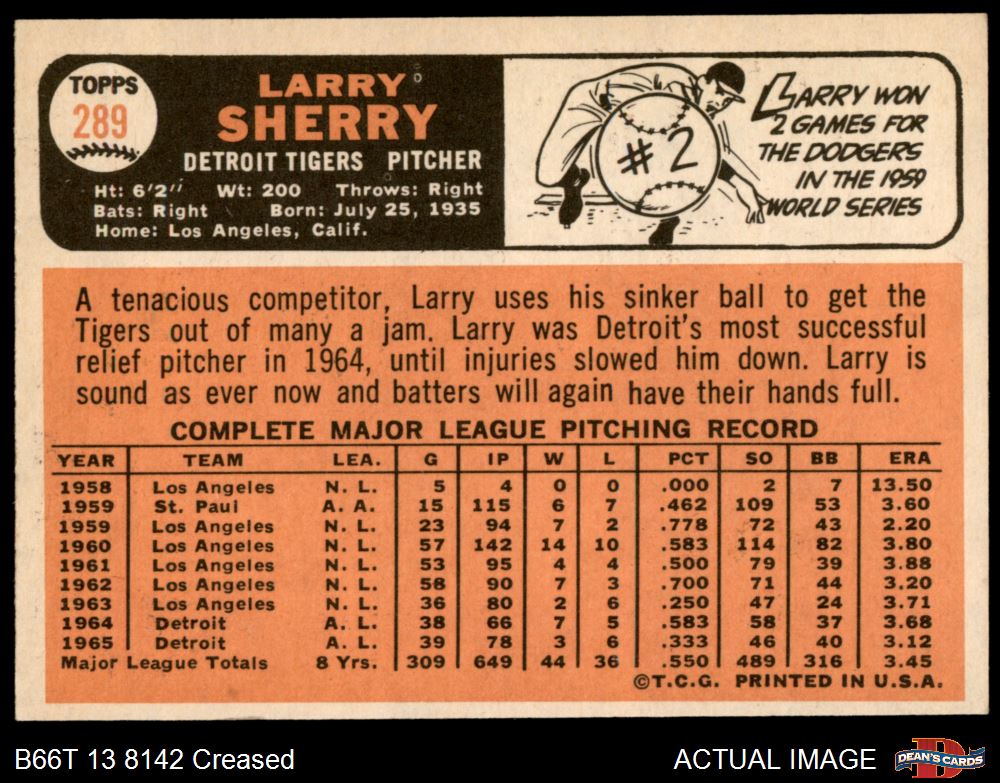 TOPPS
289
LARRY
SHERRY
DETROIT TIGERS PITCHER
Ht: 6'2" Wt: 200 Throws: Right
Bats: Right Born: July 25, 1935
Home: Los Angeles, Calif.
#2
LARRY WON
2 GAMES FOR
THE DODGERS
IN THE 1959
WORLD SERIES
A tenacious competitor, Larry uses his sinker ball to get the
Tigers out of many a jam. Larry was Detroit's most successful
relief pitcher in 1964, until injuries slowed him down. Larry is
sound as ever now and batters will again have their hands full.
COMPLETE MAJOR LEAGUE PITCHING RECORD
YEAR TEAM LEA. G IP W L PCT SO BB ERA
1958 Los Angeles N. L. 5 4 0 0 .000 2 7 13.50
1959 St. Paul A. A. 15 115 6 7 .462 109 53 3.60
1959 Los Angeles N. L. 23 94 7 2 .778 72 43 2.20
1960 Los Angeles N. L. 57 142 14 10 .583 114 82 3.80
1961 Los Angeles N. L. 53 95 4 4 .500 79 39 3.88
1962 Los Angeles N. L. 58 90 7 3 .700 71 44 3.20
1963 Los Angeles N. L. 36 80 2 6 .250 47 24 3.71
1964 Detroit A. L. 38 66 7 5 .583 58 37 3.68
1965 Detroit A. L. 39 78 3 6 .333 46 40 3.12
Major League Totals 8 Yrs. 309 649 44 36 .550 489 316 3.45
©T.C.G. PRINTED IN U.S.A.
B66T 13 8142 Creased
ACTUAL IMAGE
DEAN'S CARDS